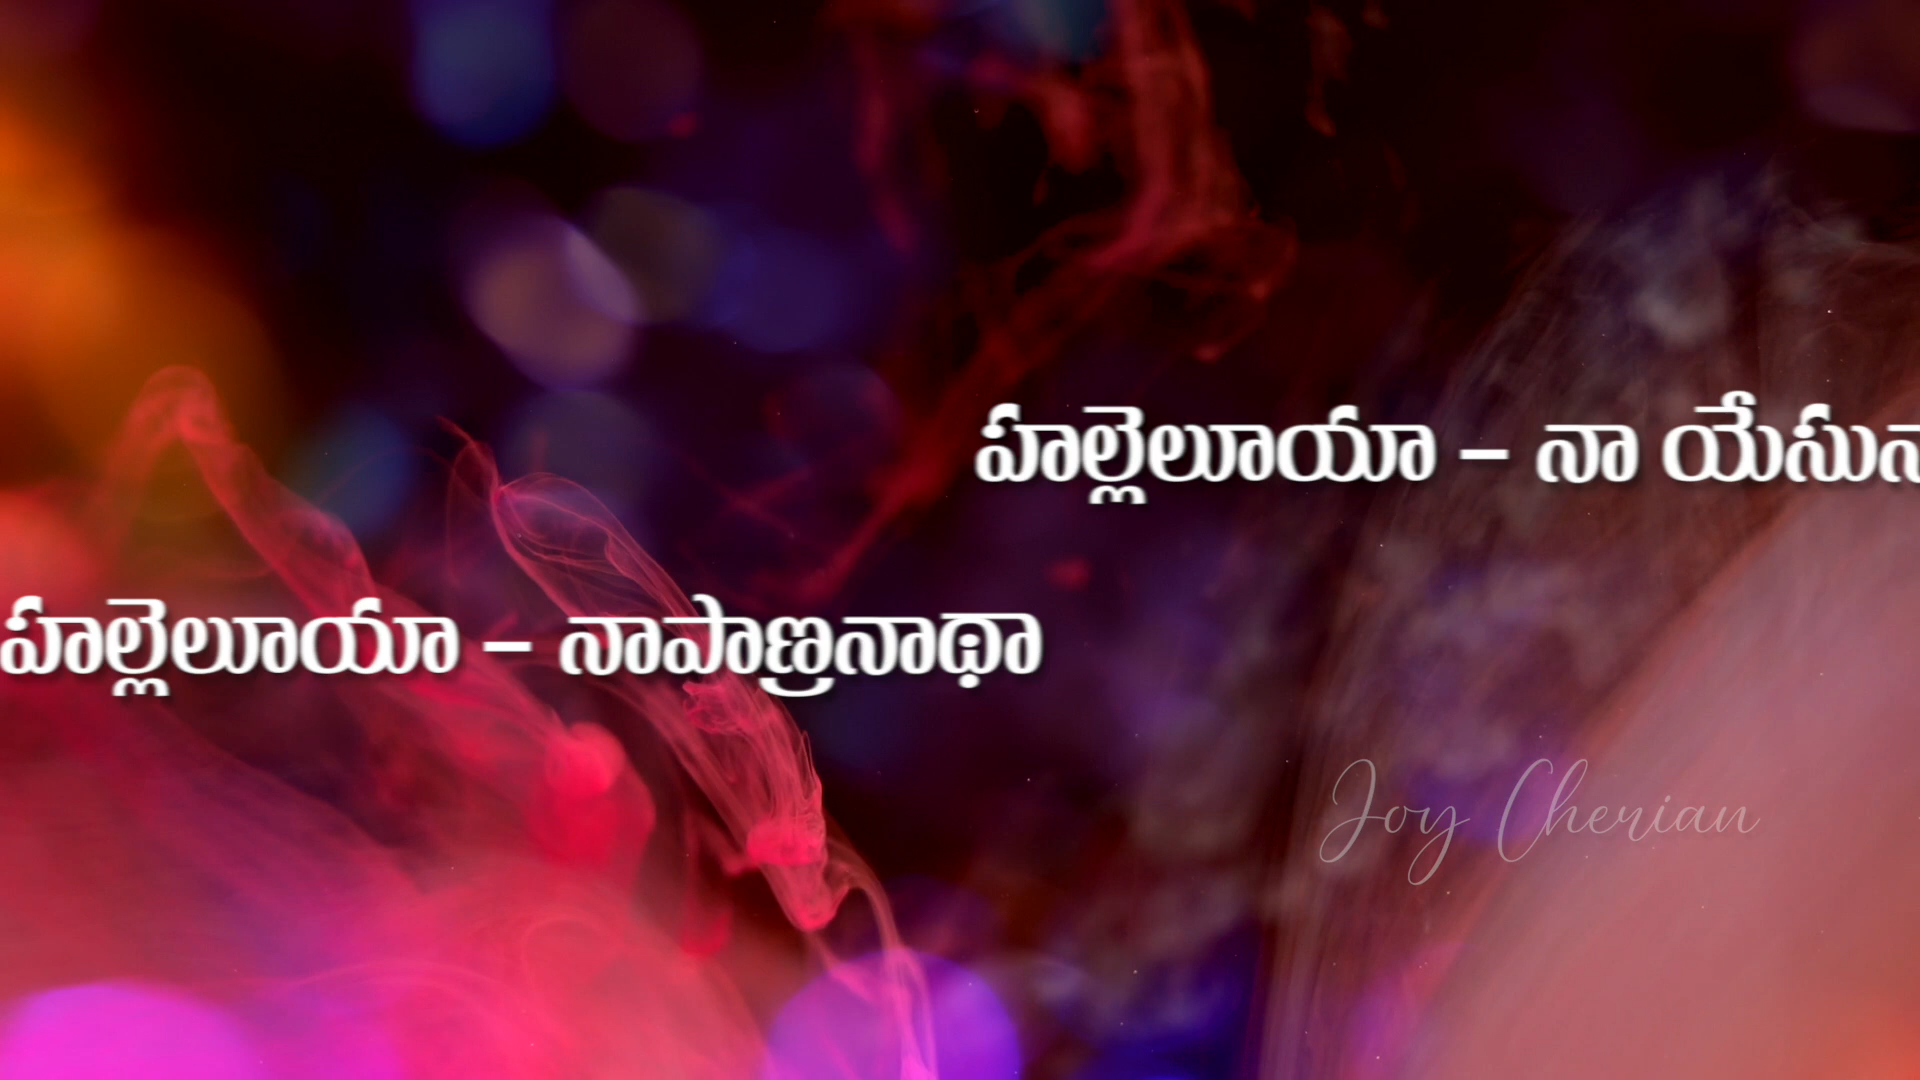 హల్లెలూయా – నా
హల్లెలూయా – నాప్రాణనాథా
Joy Cherian